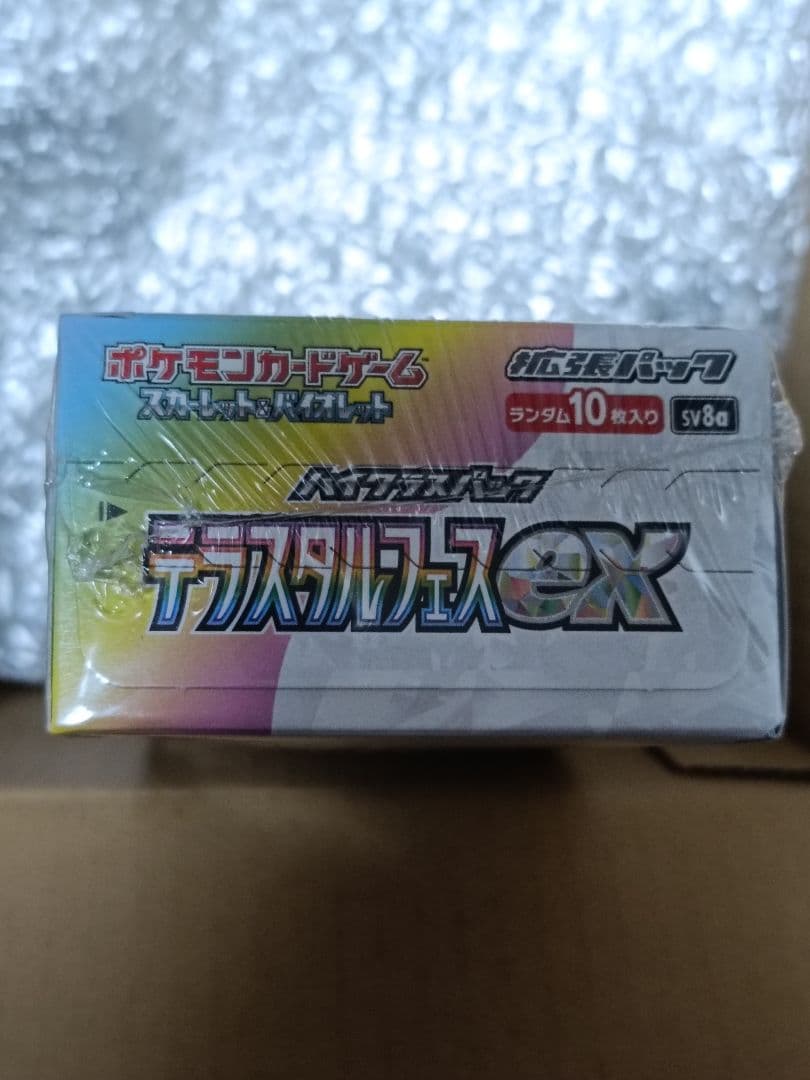 ポケモンカードゲーム™
スカーレット&バイオレット
拡張パック
ランダム10枚入り SV8a
ハイクラスパック
テラスタルフェスex